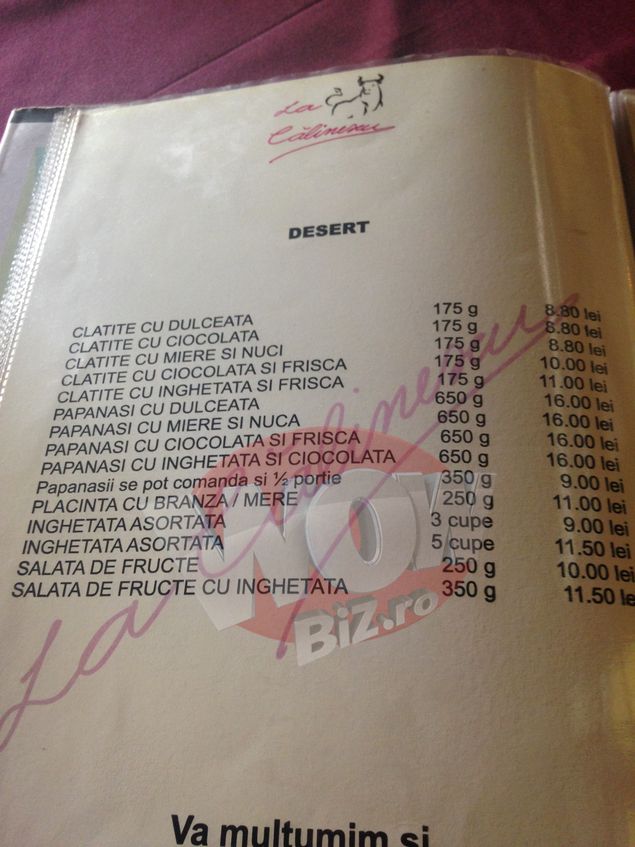 La
Călinescu
DESERT
CLATITE CU DULCEATA 175 g 8.80 lei
CLATITE CU CIOCOLATA 175 g 8.80 lei
CLATITE CU MIERE SI NUCI 175 g 8.80 lei
CLATITE CU CIOCOLATA SI FRISCA 175 g 10.00 lei
CLATITE CU INGHETATA SI FRISCA 175 g 11.00 lei
PAPANASI CU DULCEATA 650 g 16.00 lei
PAPANASI CU MIERE SI NUCA 650 g 16.00 lei
PAPANASI CU CIOCOLATA SI FRISCA 650 g 16.00 lei
PAPANASI CU INGHETATA SI CIOCOLATA 650 g 16.00 lei
Papanasii se pot comanda si ½ portie 350 g 9.00 lei
PLACINTA CU BRANZA / MERE 250 g 11.00 lei
INGHETATA ASORTATA 3 cupe 9.00 lei
INGHETATA ASORTATA 5 cupe 11.50 lei
SALATA DE FRUCTE 250 g 10.00 le
SALATA DE FRUCTE CU INGHETATA 350 g 11.50 le
La Călinescu
WOW
BiZ.ro
Va multumim si